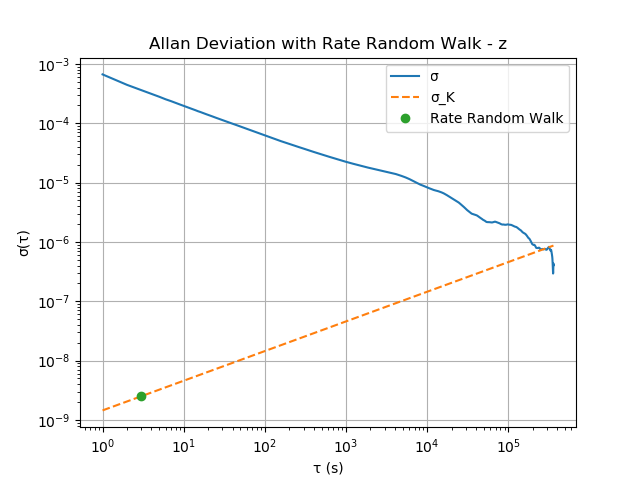 Allan Deviation with Rate Random Walk - z
σ(τ)
10⁻³
10⁻⁴
10⁻⁵
10⁻⁶
10⁻⁷
10⁻⁸
10⁻⁹
σ
σ_K
Rate Random Walk
10⁰ 10¹ 10² 10³ 10⁴ 10⁵
τ (s)